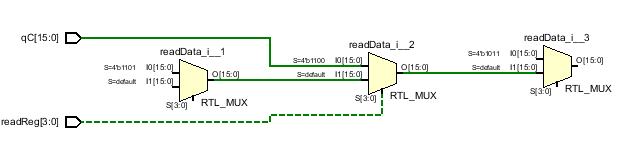 qC[15:0]
readData_i__1
S=4'b1101
I0[15:0]
S=default
I1[15:0]
O[15:0]
S[3:0]
RTL_MUX
readData_i__2
S=4'b1100
I0[15:0]
S=default
I1[15:0]
O[15:0]
S[3:0]
RTL_MUX
readData_i__3
S=4'b1011
I0[15:0]
S=default
I1[15:0]
O[15:0]
S[3:0]
RTL_MUX
readReg[3:0]